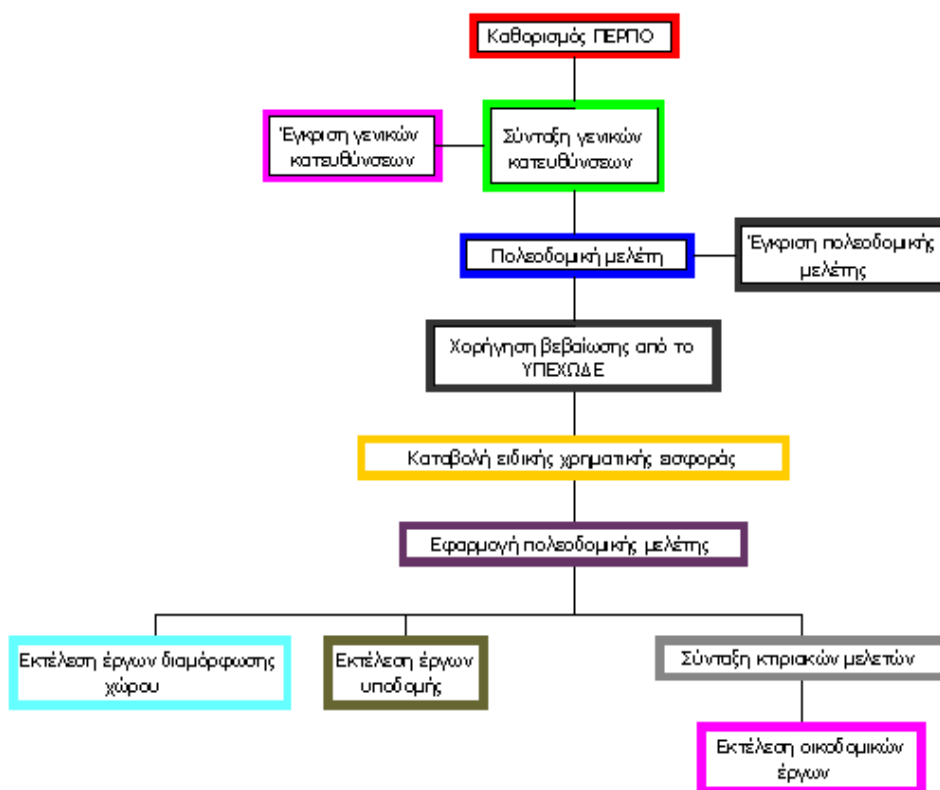 Καθορισμός ΠΕΡΠΟ
Έγκριση γενικών
κατευθύνσεων
Σύνταξη γενικών
κατευθύνσεων
Πολεοδομική μελέτη
Έγκριση πολεοδομικής
μελέτης
Χορήγηση βεβαίωσης από το
ΥΠΕΧΩΔΕ
Καταβολή ειδικής χρηματικής εισφοράς
Εφαρμογή πολεοδομικής μελέτης
Εκτέλεση έργων διαμόρφωσης
χώρου
Εκτέλεση έργων
υποδομής
Σύνταξη κτιριακών μελετών
Εκτέλεση οικοδομικών
έργων